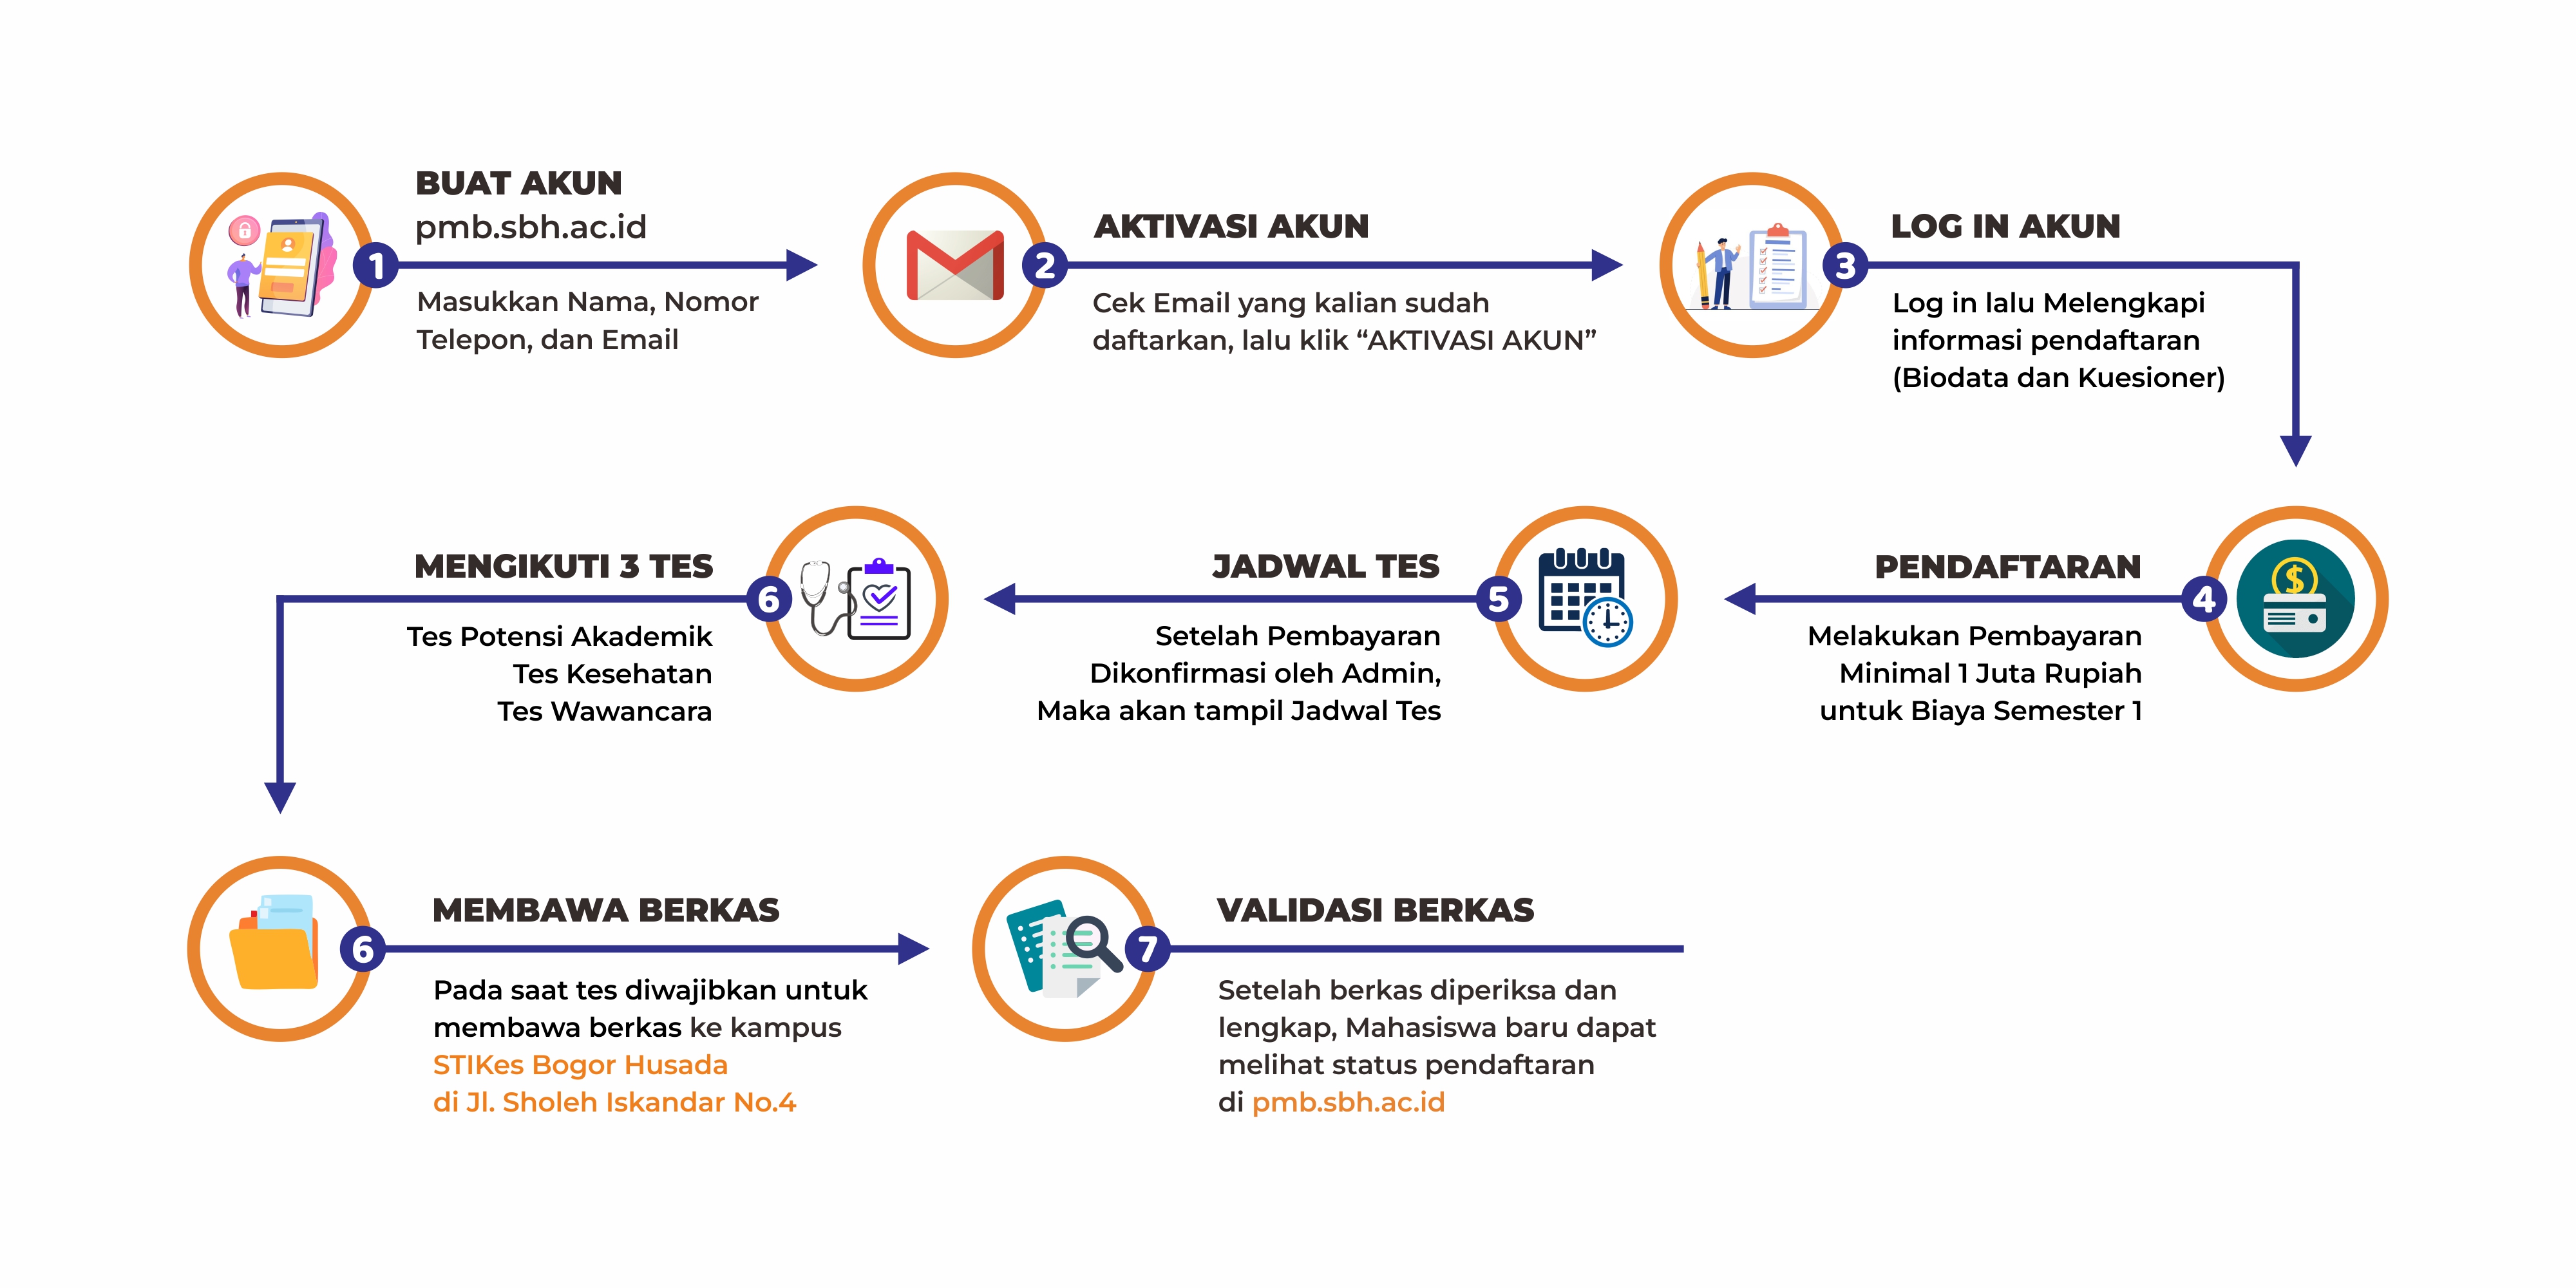 1
BUAT AKUN
pmb.sbh.ac.id
Masukkan Nama, Nomor
Telepon, dan Email
2
AKTIVASI AKUN
Cek Email yang kalian sudah
daftarkan, lalu klik “AKTIVASI AKUN”
3
LOG IN AKUN
Log in lalu Melengkapi
informasi pendaftaran
(Biodata dan Kuesioner)
4
PENDAFTARAN
Melakukan Pembayaran
Minimal 1 Juta Rupiah
untuk Biaya Semester 1
5
JADWAL TES
Setelah Pembayaran
Dikonfirmasi oleh Admin,
Maka akan tampil Jadwal Tes
6
MENGIKUTI 3 TES
Tes Potensi Akademik
Tes Kesehatan
Tes Wawancara
6
MEMBAWA BERKAS
Pada saat tes diwajibkan untuk
membawa berkas ke kampus
STIKes Bogor Husada
di Jl. Sholeh Iskandar No.4
7
VALIDASI BERKAS
Setelah berkas diperiksa dan
lengkap, Mahasiswa baru dapat
melihat status pendaftaran
di pmb.sbh.ac.id